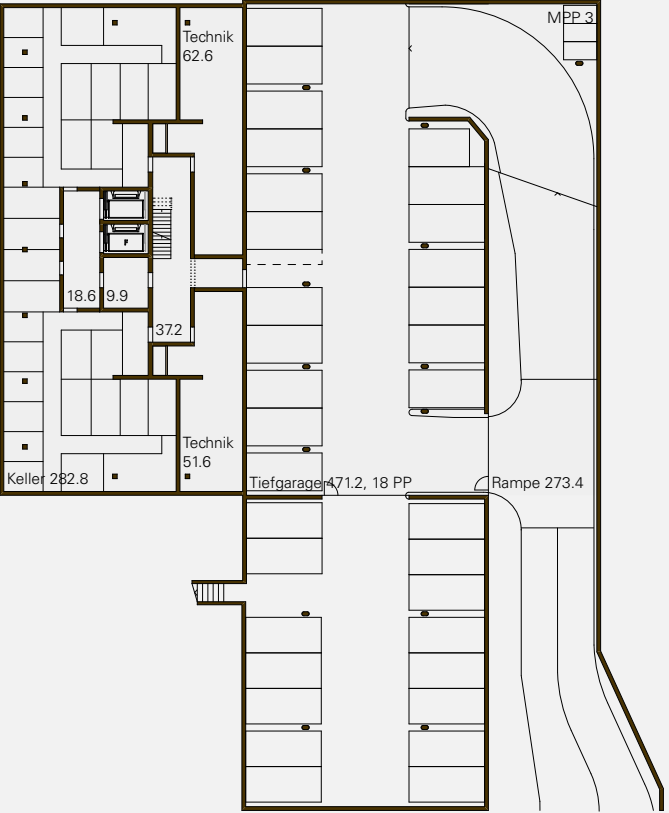 MPP 3
Technik
62.6
F
18.6
9.9
37.2
Technik
51.6
Keller 282.8
Tiefgarage 471.2, 18 PP
Rampe 273.4